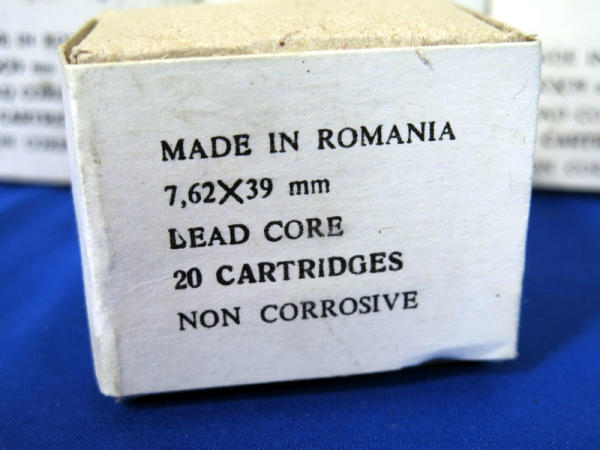 MADE IN ROMANIA
7,62X39 mm
LEAD CORE
20 CARTRIDGES
NON CORROSIVE